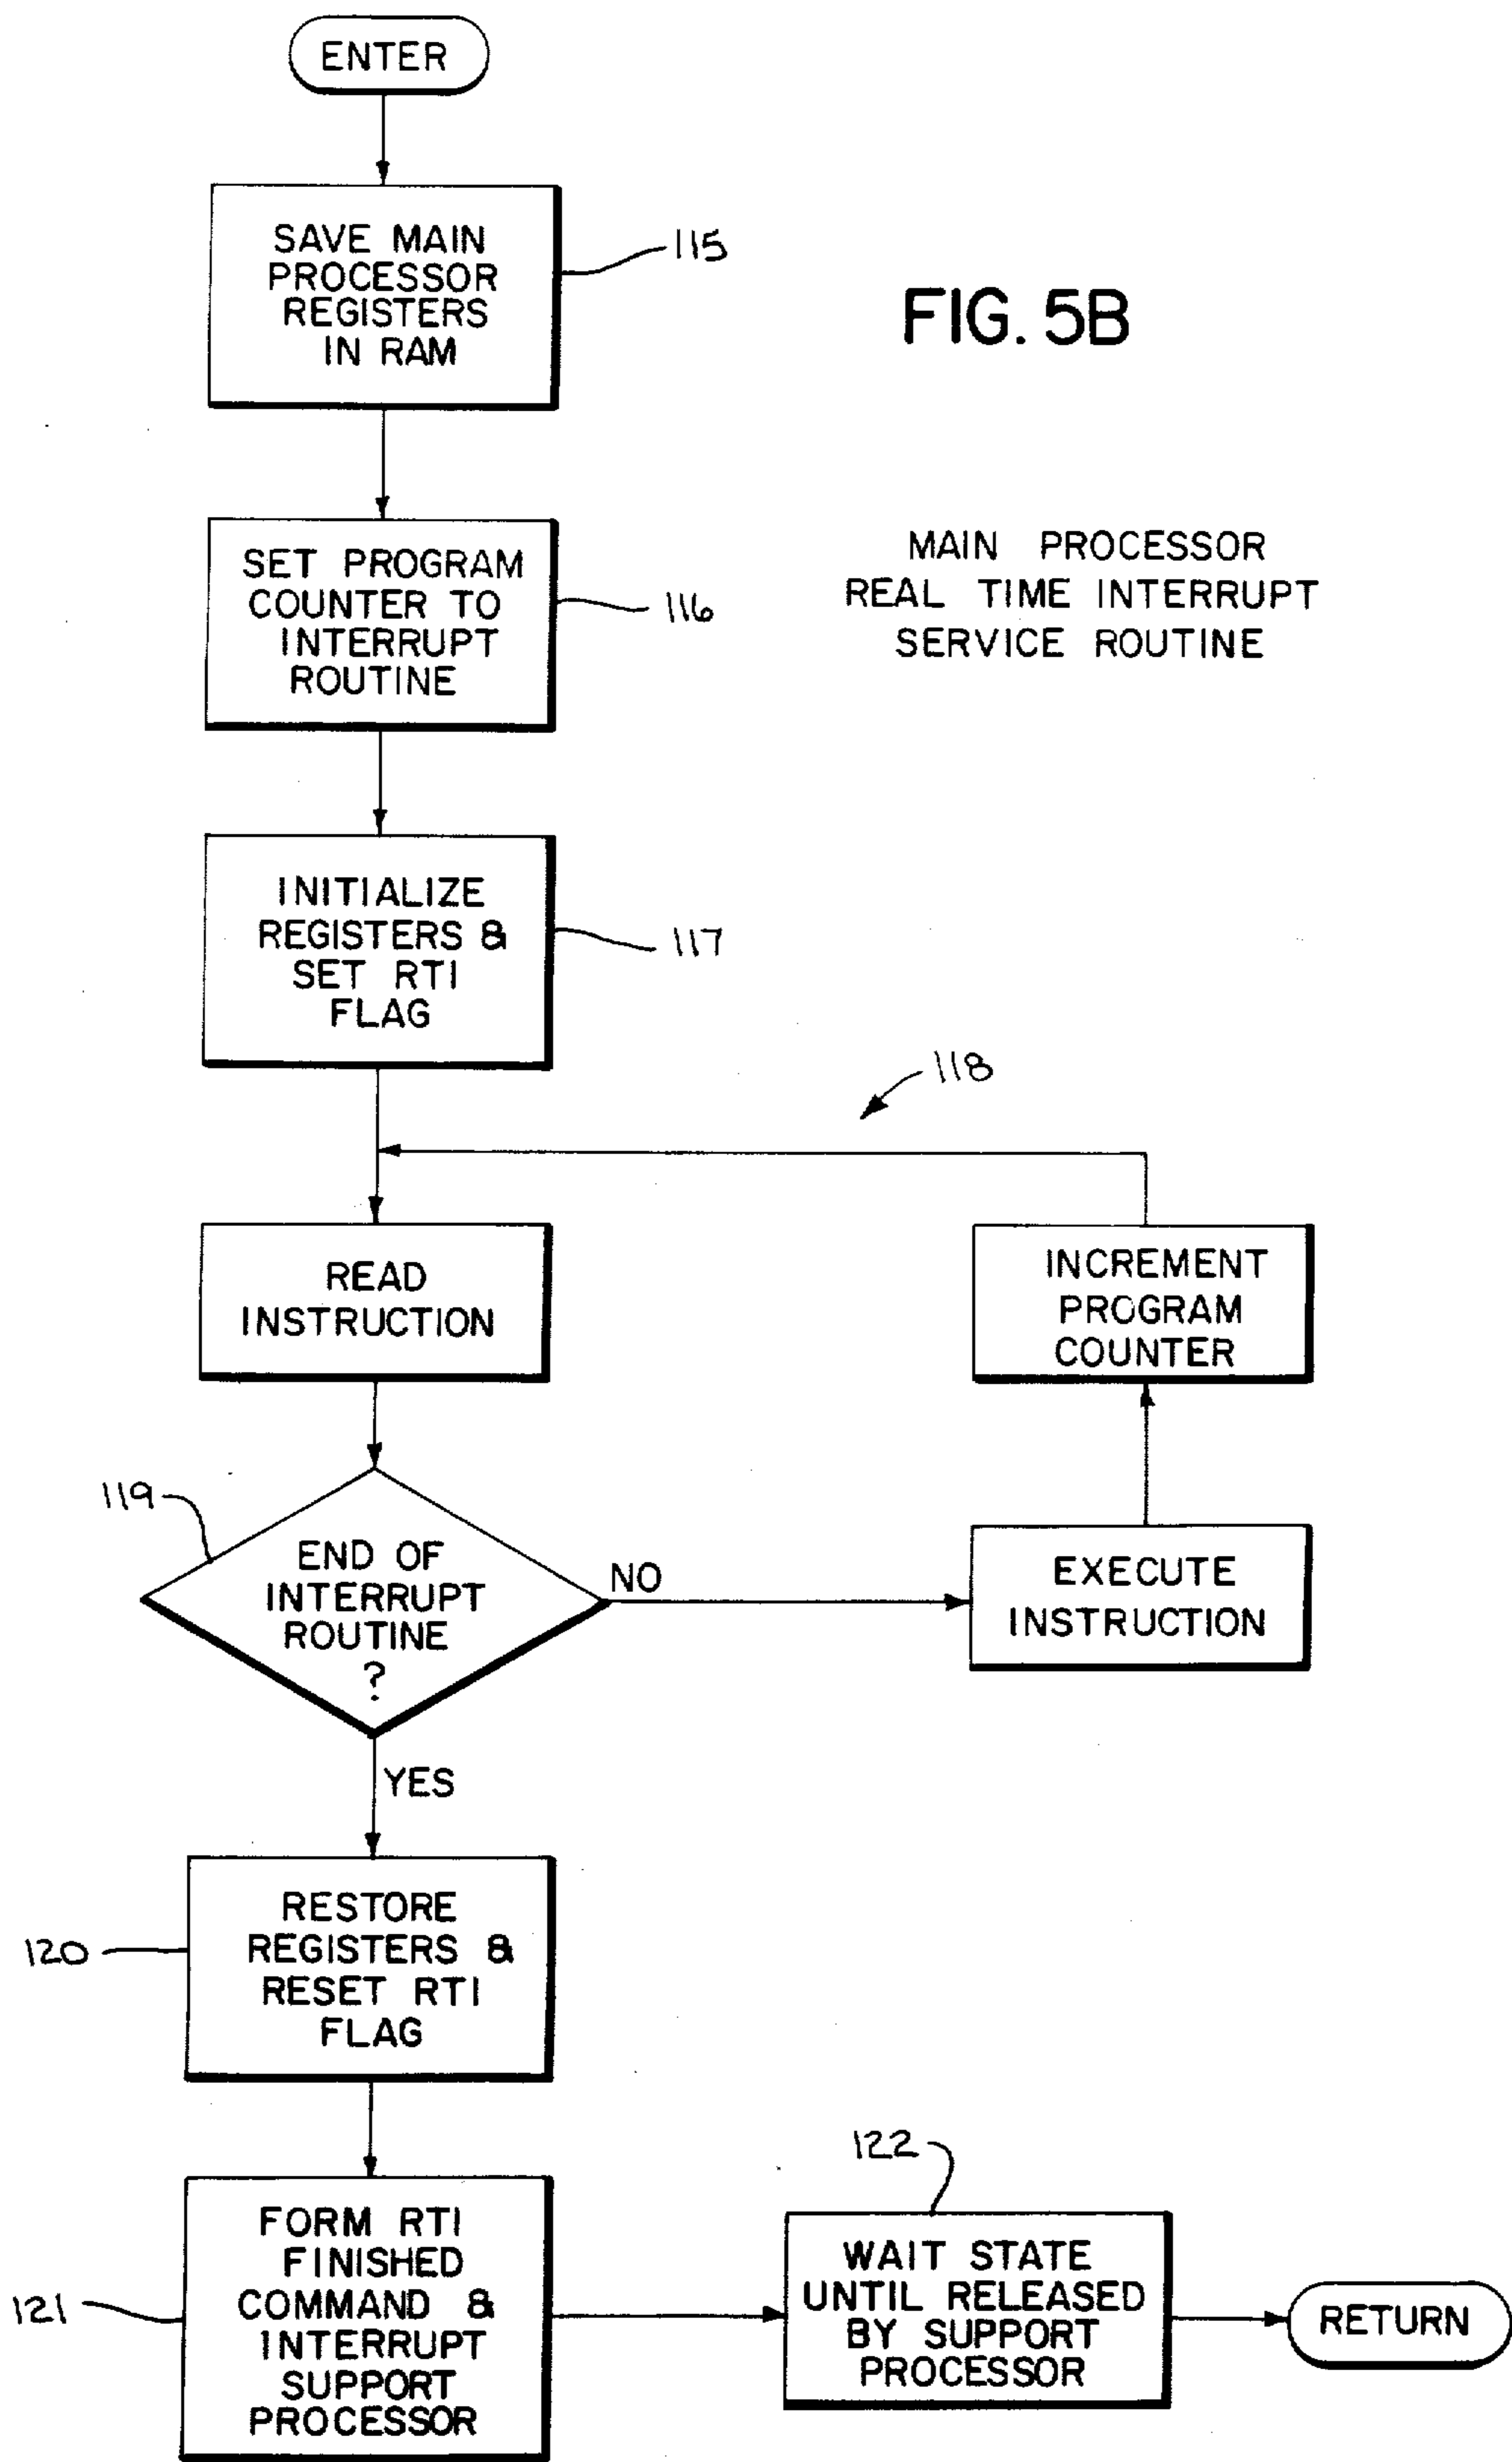 ENTER
SAVE MAIN
PROCESSOR
REGISTERS
IN RAM
115
FIG. 5B
SET PROGRAM
COUNTER TO
INTERRUPT
ROUTINE
116
MAIN PROCESSOR
REAL TIME INTERRUPT
SERVICE ROUTINE
INITIALIZE
REGISTERS &
SET RTI
FLAG
117
118
READ
INSTRUCTION
INCREMENT
PROGRAM
COUNTER
119
END OF
INTERRUPT
ROUTINE
?
NO
EXECUTE
INSTRUCTION
YES
RESTORE
REGISTERS &
RESET RTI
FLAG
120
FORM RTI
FINISHED
COMMAND &
INTERRUPT
SUPPORT
PROCESSOR
121
122
WAIT STATE
UNTIL RELEASED
BY SUPPORT
PROCESSOR
RETURN